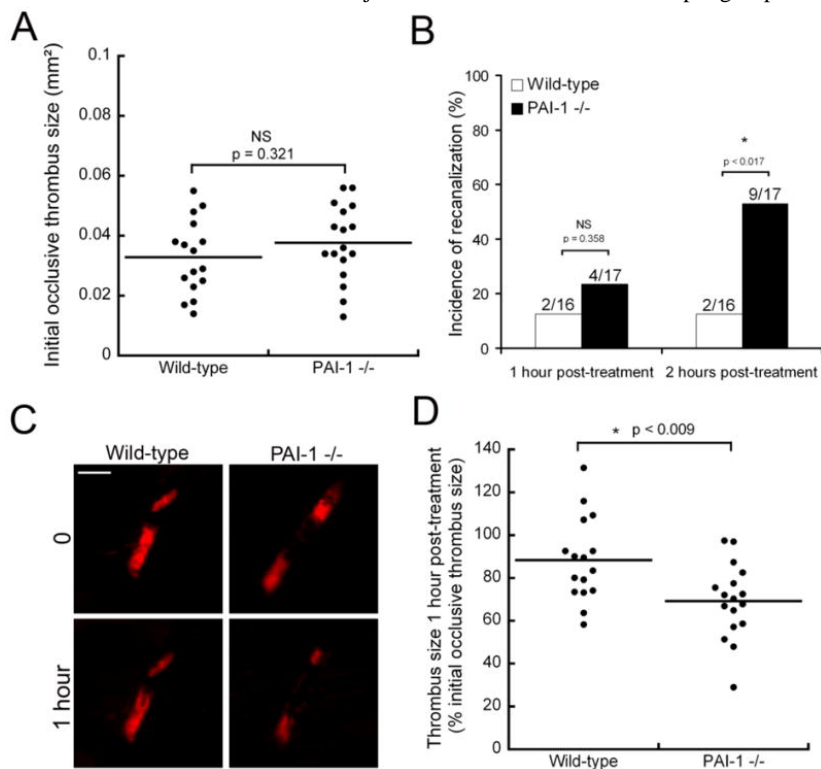 A
Initial occlusive thrombus size (mm²)
0.1
0.08
0.06
0.04
0.02
0
NS
p = 0.321
Wild-type
PAI-1 -/-
B
Incidence of recanalization (%)
100
80
60
40
20
0
Wild-type
PAI-1 -/-
NS
p = 0.358
2/16
4/17
*
p < 0.017
2/16
9/17
1 hour post-treatment
2 hours post-treatment
C
Wild-type
PAI-1 -/-
0
1 hour
D
Thrombus size 1 hour post-treatment
(% initial occlusive thrombus size)
140
120
100
80
60
40
20
0
* p < 0.009
Wild-type
PAI-1 -/-